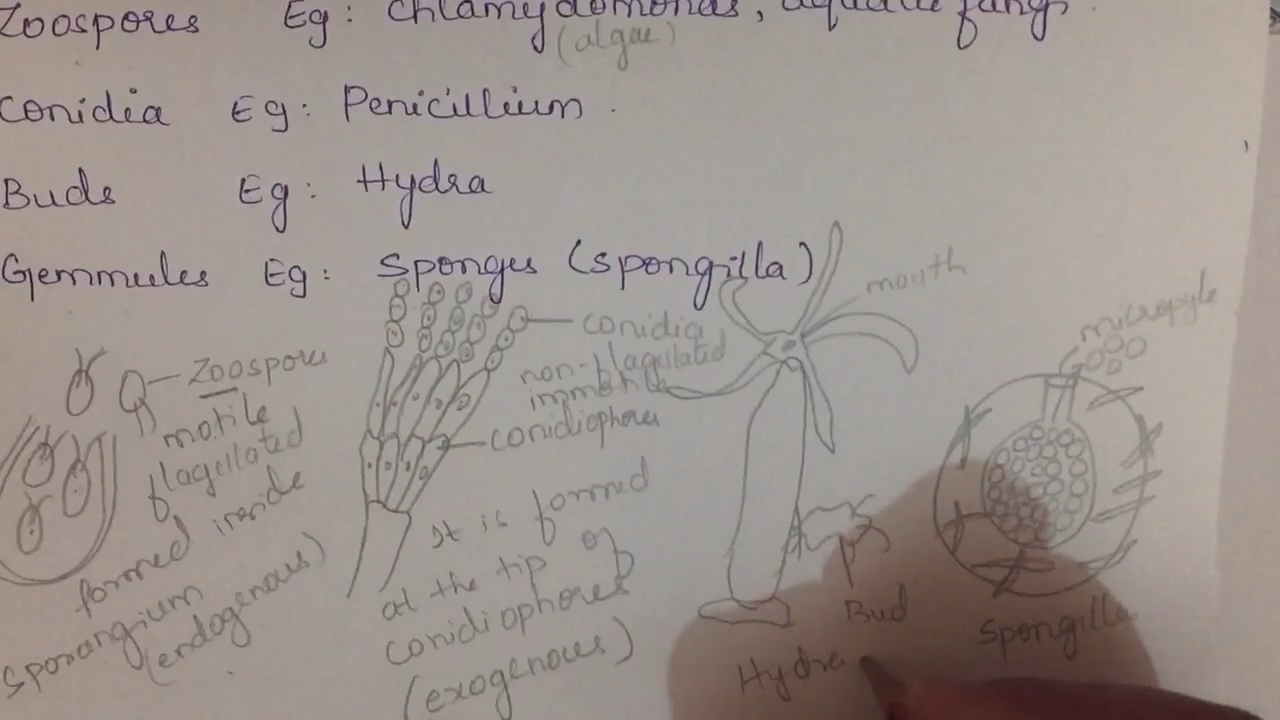 Zoospores Eg: Chlamydomonas, aquatic fungi.
(algae)
Conidia Eg: Penicillium.
Buds Eg: Hydra
Gemmules Eg: Sponges (spongilla)
Zoospore
motile
flagellated
formed inside
sporangium
(endogenous)
conidia
non-flagellated
immotile
conidiophores
It is formed
at the tip of
conidiophores
(exogenous)
mouth
Bud
Hydra
micropyle
Spongilla